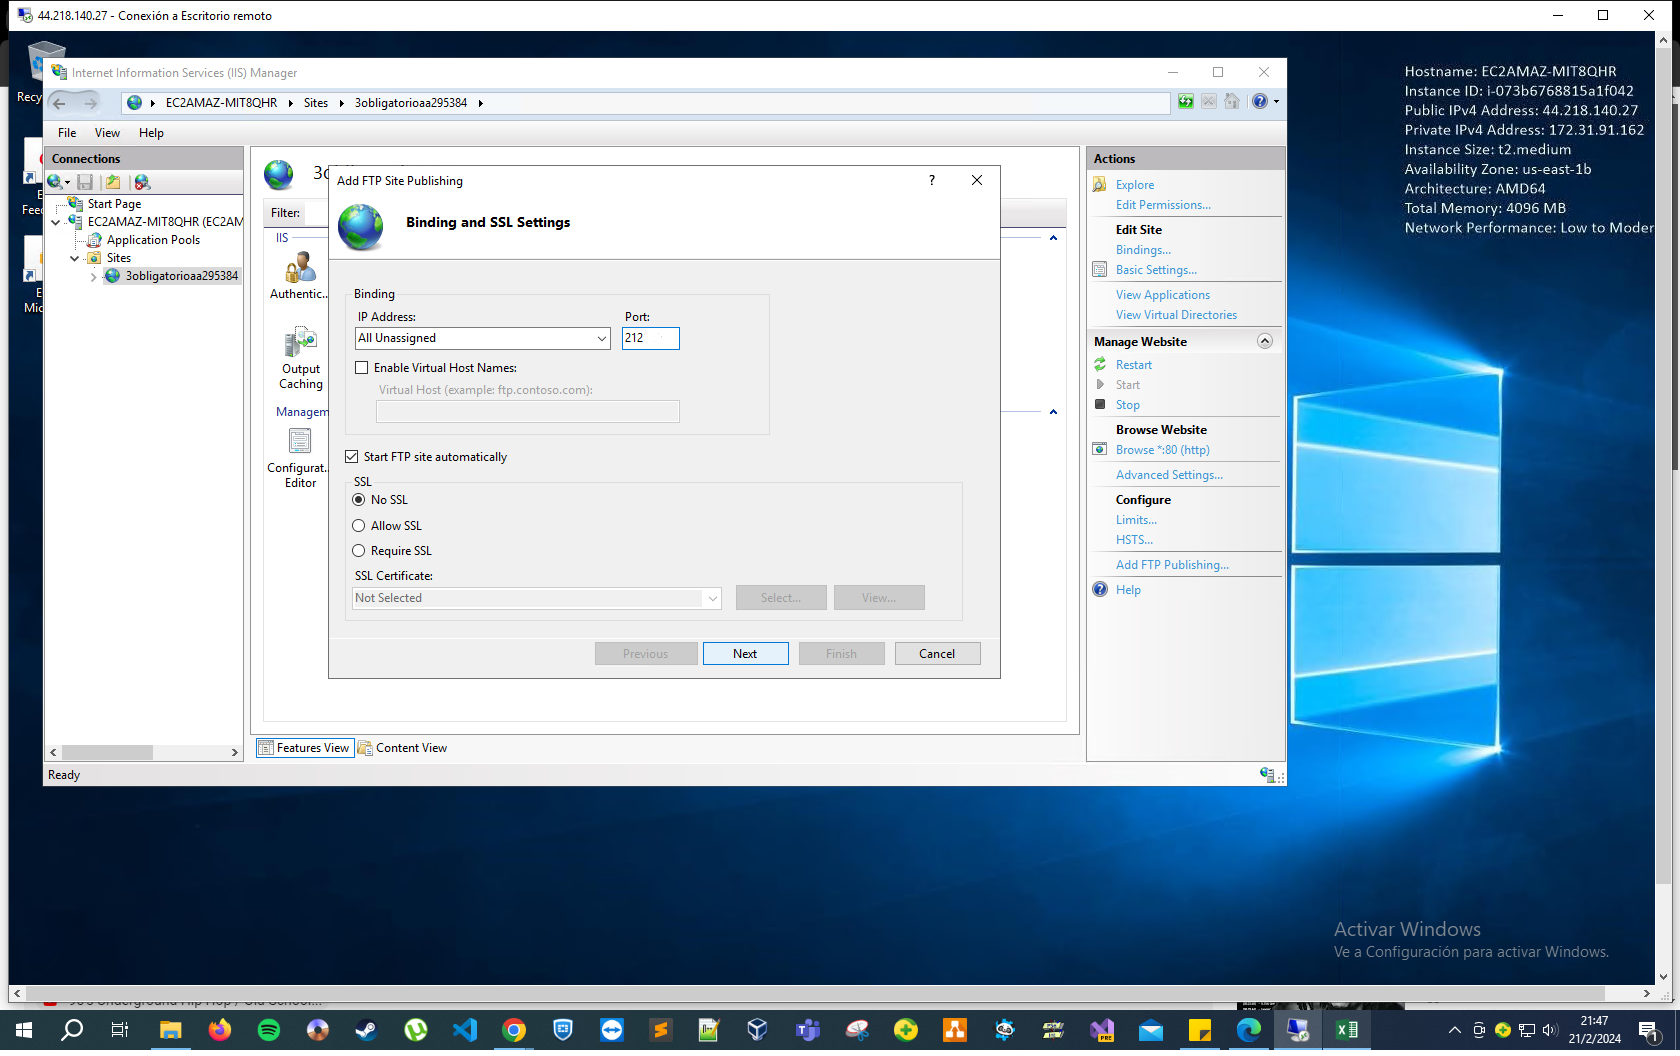 44.218.140.27 - Conexión a Escritorio remoto
Recy
Internet Information Services (IIS) Manager
EC2AMAZ-MIT8QHR
Sites
3obligatorioaa295384
File
View
Help
Connections
Start Page
EC2AMAZ-MIT8QHR (EC2AM
Application Pools
Sites
3obligatorioaa295384
E
Feed
E
Mic
Filter:
IIS
Authentic...
Output
Caching
Managem
Configurat...
Editor
Add FTP Site Publishing
?
Binding and SSL Settings
Binding
IP Address:
Port:
All Unassigned
212
Enable Virtual Host Names:
Virtual Host (example: ftp.contoso.com):
Start FTP site automatically
SSL
No SSL
Allow SSL
Require SSL
SSL Certificate:
Not Selected
Select...
View...
Previous
Next
Finish
Cancel
Features View
Content View
Ready
Actions
Explore
Edit Permissions...
Edit Site
Bindings...
Basic Settings...
View Applications
View Virtual Directories
Manage Website
Restart
Start
Stop
Browse Website
Browse *:80 (http)
Advanced Settings...
Configure
Limits...
HSTS...
Add FTP Publishing...
Help
Hostname: EC2AMAZ-MIT8QHR
Instance ID: i-073b6768815a1f042
Public IPv4 Address: 44.218.140.27
Private IPv4 Address: 172.31.91.162
Instance Size: t2.medium
Availability Zone: us-east-1b
Architecture: AMD64
Total Memory: 4096 MB
Network Performance: Low to Moder
Activar Windows
Ve a Configuración para activar Windows.
21:47
21/2/2024
1